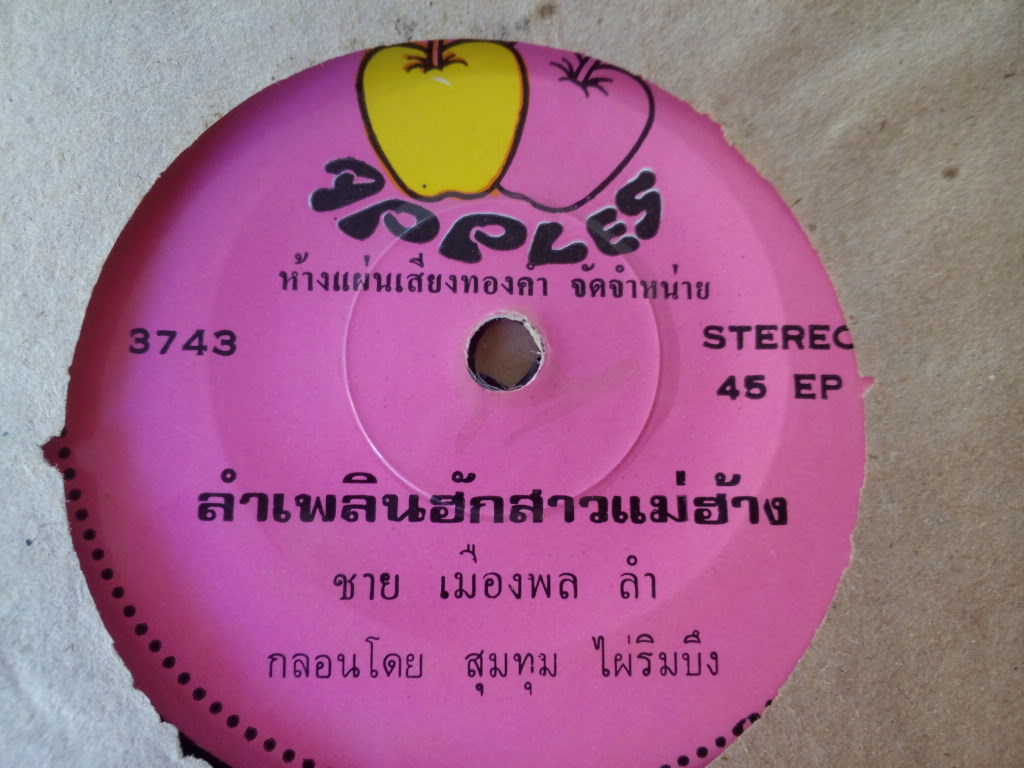 APPLES
ห้างแผ่นเสียงทองคำ จัดจำหน่าย
3743
STEREO
45 EP
ลำเพลินฮักสาวแม่ฮ้าง
ชาย เมืองพล ลำ
กลอนโดย สุมทุม ไผ่ริมบึง